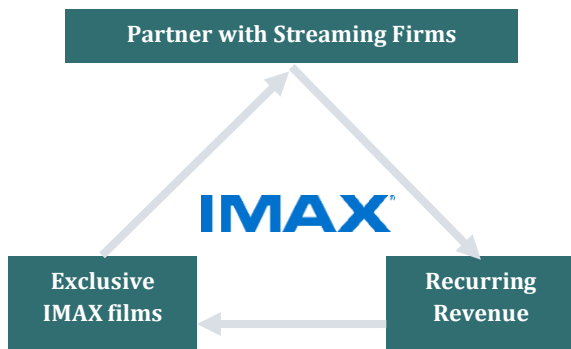 Partner with Streaming Firms
IMAX®
Exclusive
IMAX films
Recurring
Revenue